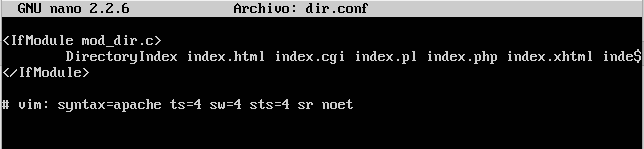 GNU nano 2.2.6 Archivo: dir.conf
<IfModule mod_dir.c>
DirectoryIndex index.html index.cgi index.pl index.php index.xhtml inde$
</IfModule>
# vim: syntax=apache ts=4 sw=4 sts=4 sr noet